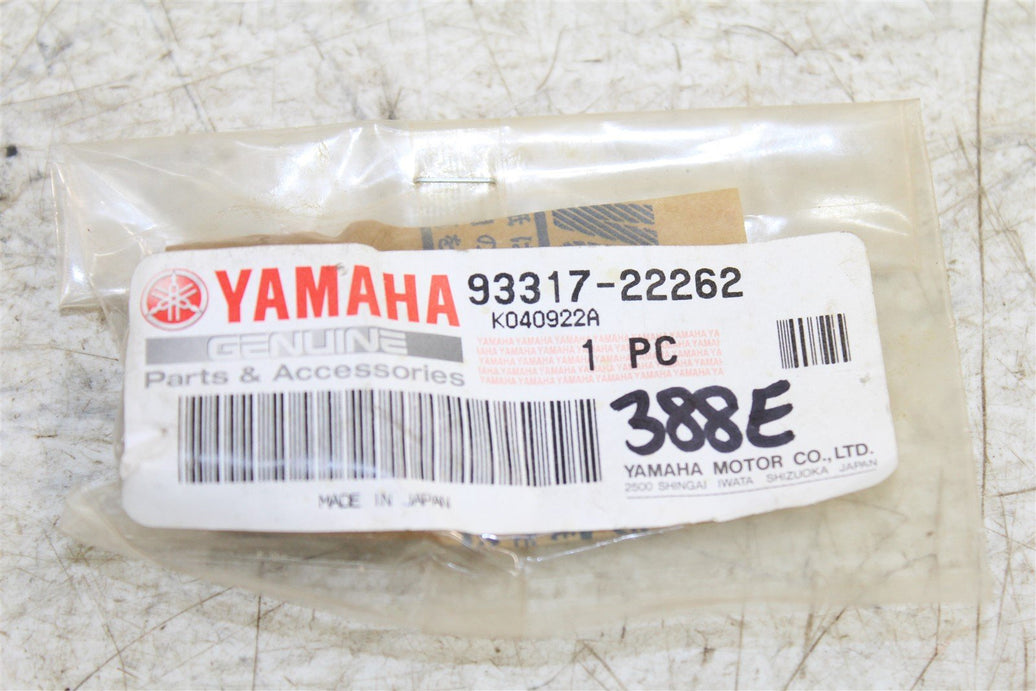 YAMAHA 93317-22262
K040922A
GENUINE
Parts & Accessories
1 PC
388E
YAMAHA MOTOR CO.,LTD.
2500 SHINGAI IWATA SHIZUOKA JAPAN
MADE IN JAPAN